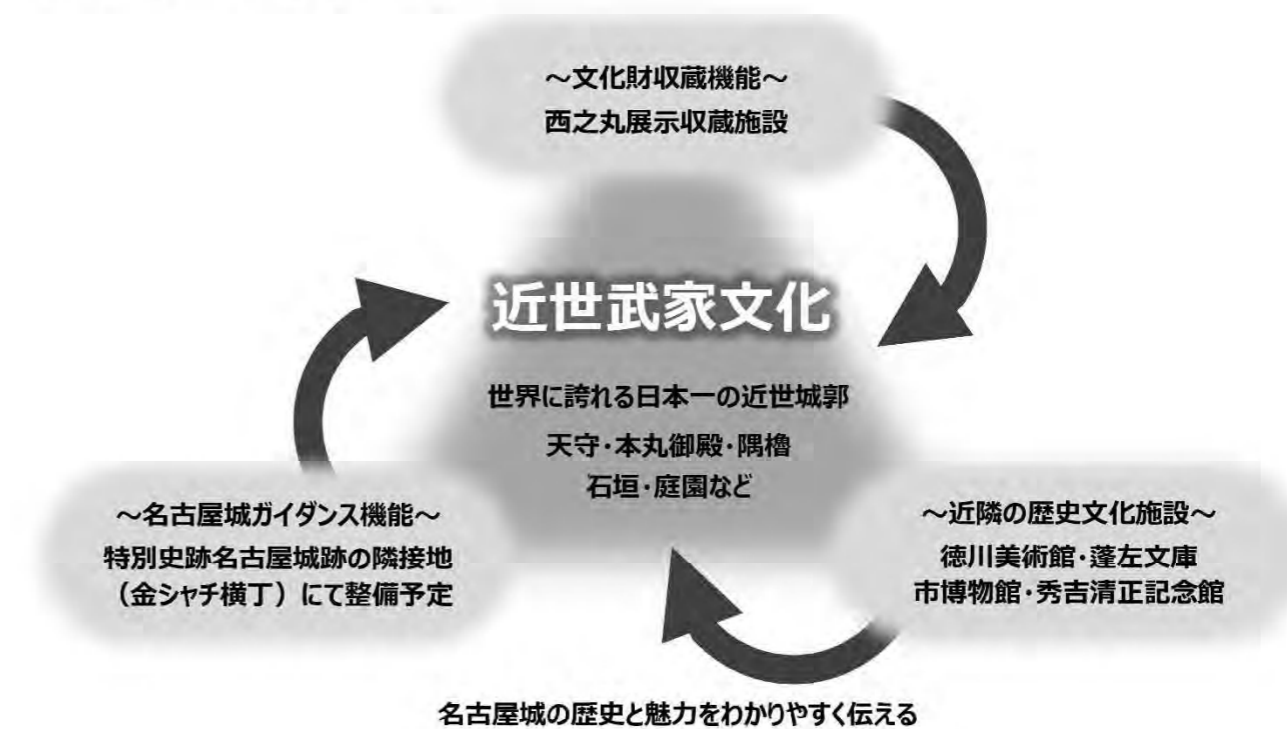 ～文化財収蔵機能～
西之丸展示収蔵施設
近世武家文化
世界に誇れる日本一の近世城郭
天守・本丸御殿・隅櫓
石垣・庭園など
～名古屋城ガイダンス機能～
特別史跡名古屋城跡の隣接地
（金シャチ横丁）にて整備予定
～近隣の歴史文化施設～
徳川美術館・蓬左文庫
市博物館・秀吉清正記念館
名古屋城の歴史と魅力をわかりやすく伝える